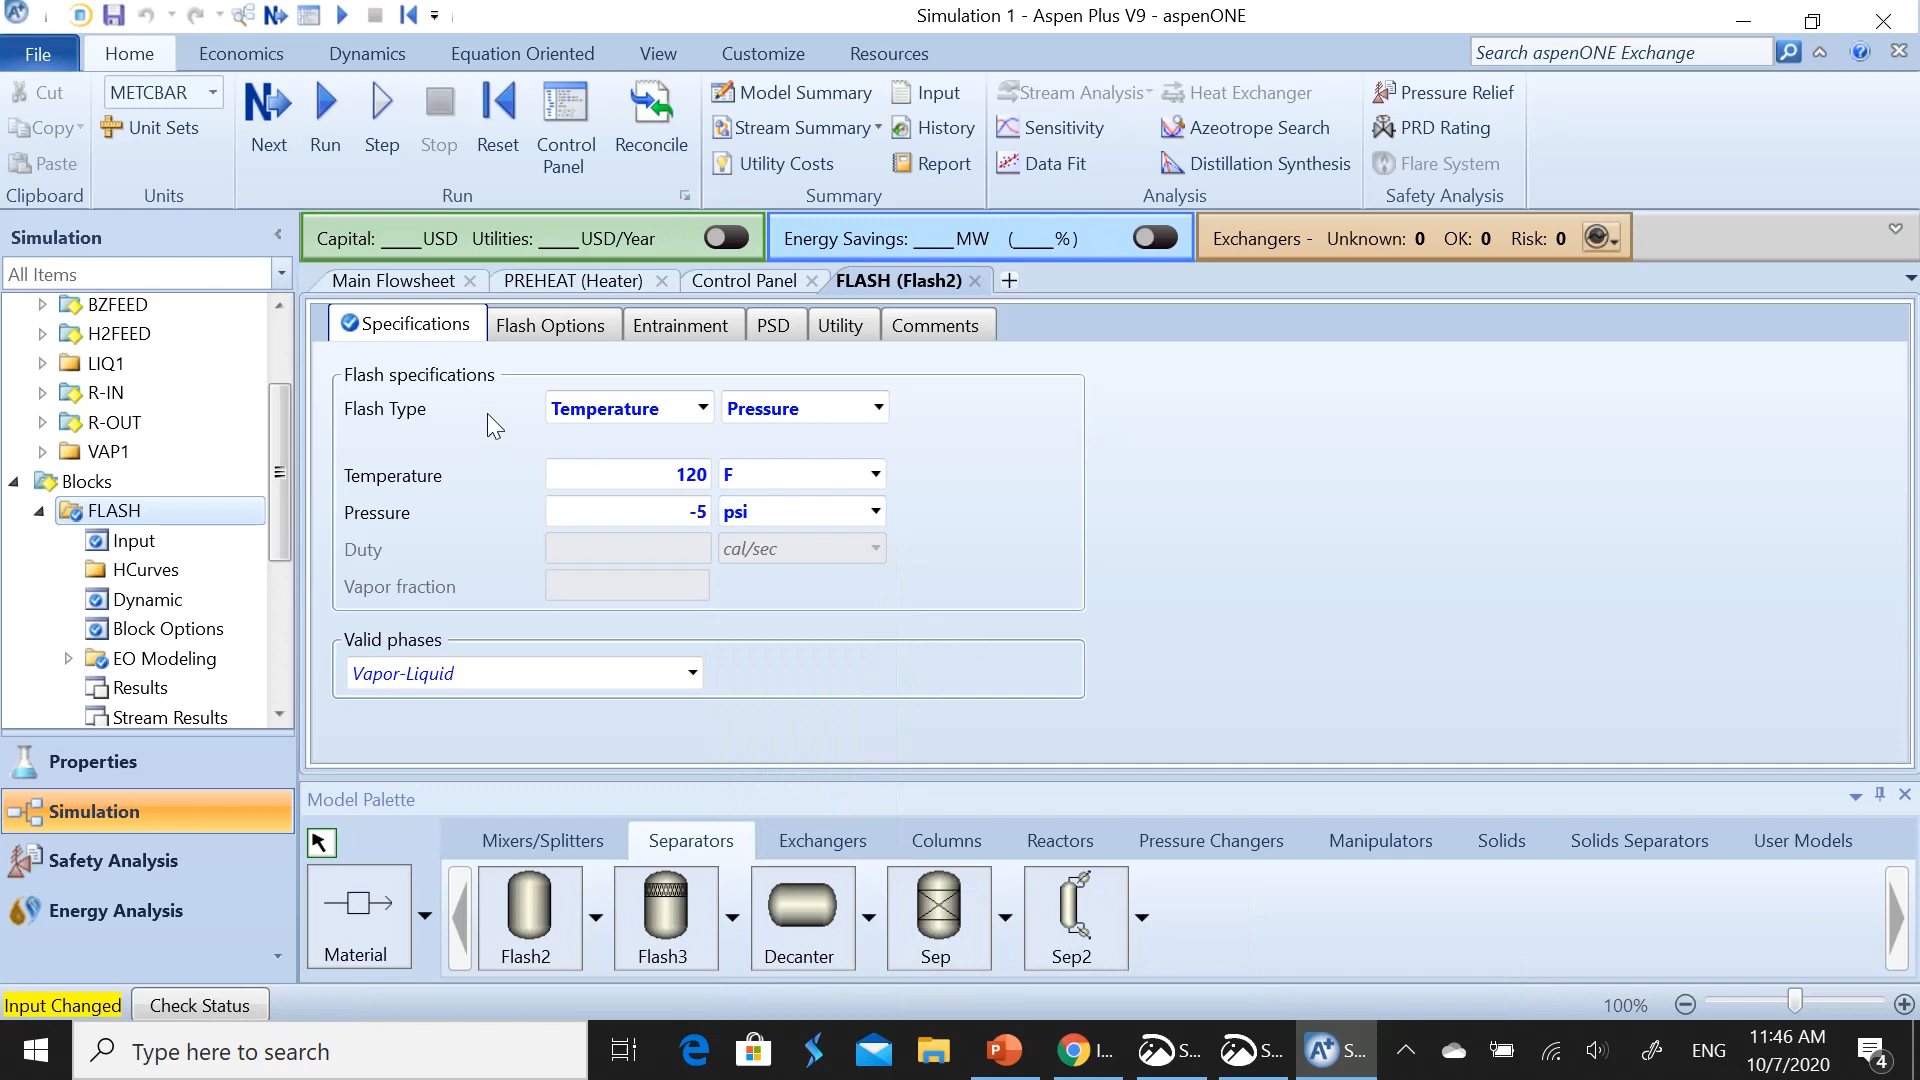 Simulation 1 - Aspen Plus V9 - aspenONE
File Home Economics Dynamics Equation Oriented View Customize Resources Search aspenONE Exchange
Cut METCBAR Model Summary Input Stream Analysis Heat Exchanger Pressure Relief
Copy Unit Sets Next Run Step Stop Reset Control Panel Reconcile Stream Summary History Sensitivity Azeotrope Search PRD Rating
Paste Utility Costs Report Data Fit Distillation Synthesis Flare System
Clipboard Units Run Summary Analysis Safety Analysis
Simulation Capital: ____USD Utilities: ____USD/Year Energy Savings: ____MW (____%) Exchangers - Unknown: 0 OK: 0 Risk: 0
All Items Main Flowsheet PREHEAT (Heater) Control Panel FLASH (Flash2)
BZFEED
H2FEED
LIQ1
R-IN
R-OUT
VAP1
Blocks
FLASH
Input
HCurves
Dynamic
Block Options
EO Modeling
Results
Stream Results
Properties
Simulation
Safety Analysis
Energy Analysis
Specifications Flash Options Entrainment PSD Utility Comments
Flash specifications
Flash Type Temperature Pressure
Temperature 120 F
Pressure -5 psi
Duty cal/sec
Vapor fraction
Valid phases
Vapor-Liquid
Model Palette
Mixers/Splitters Separators Exchangers Columns Reactors Pressure Changers Manipulators Solids Solids Separators User Models
Material Flash2 Flash3 Decanter Sep Sep2
Input Changed Check Status 100%
Type here to search P I... S... S... A+ S... ENG 11:46 AM
10/7/2020 4